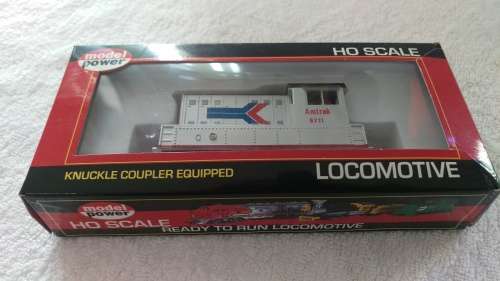 model
power
HO SCALE
Amtrak
KNUCKLE COUPLER EQUIPPED
LOCOMOTIVE
model
power
HO SCALE
READY TO RUN LOCOMOTIVE